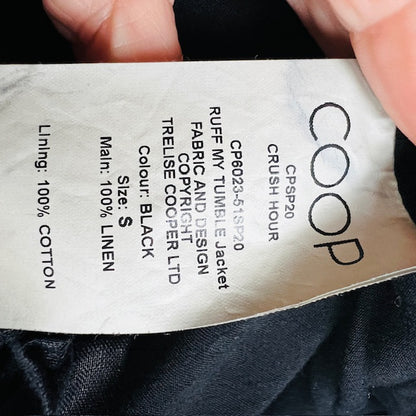 COOP
CPSP20
CRUSH HOUR
CP6023-51SP20
RUFF MY TUMBLE Jacket
FABRIC AND DESIGN
COPYRIGHT
TRELISE COOPER LTD
Colour: BLACK
Size: S
Main: 100% LINEN
Lining: 100% COTTON